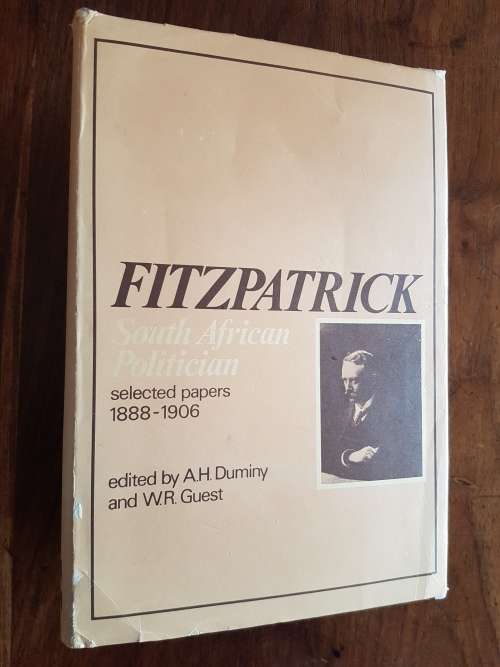 FITZPATRICK
South African
Politician
selected papers
1888-1906
edited by A.H. Duminy
and W.R. Guest